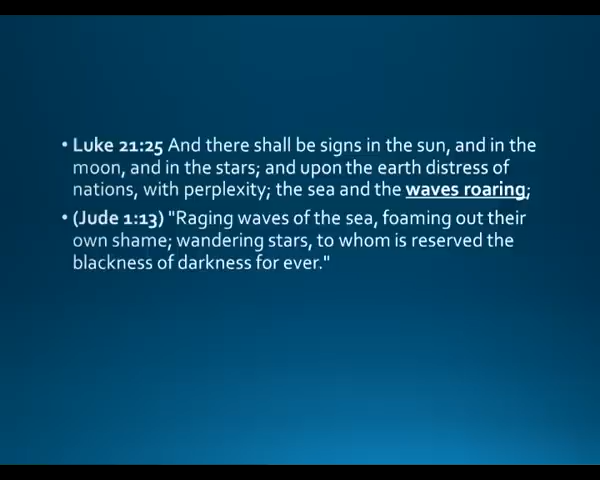 • Luke 21:25 And there shall be signs in the sun, and in the
moon, and in the stars; and upon the earth distress of
nations, with perplexity; the sea and the waves roaring;
• (Jude 1:13) "Raging waves of the sea, foaming out their
own shame; wandering stars, to whom is reserved the
blackness of darkness for ever."